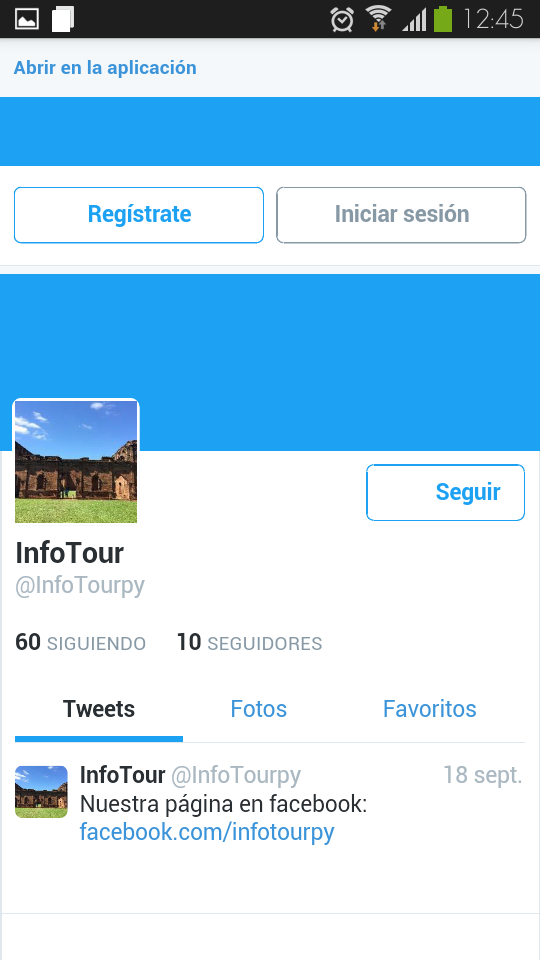 12:45
Abrir en la aplicación
Regístrate
Iniciar sesión
Seguir
InfoTour
@InfoTourpy
60 SIGUIENDO 10 SEGUIDORES
Tweets Fotos Favoritos
InfoTour @InfoTourpy 18 sept.
Nuestra página en facebook:
facebook.com/infotourpy